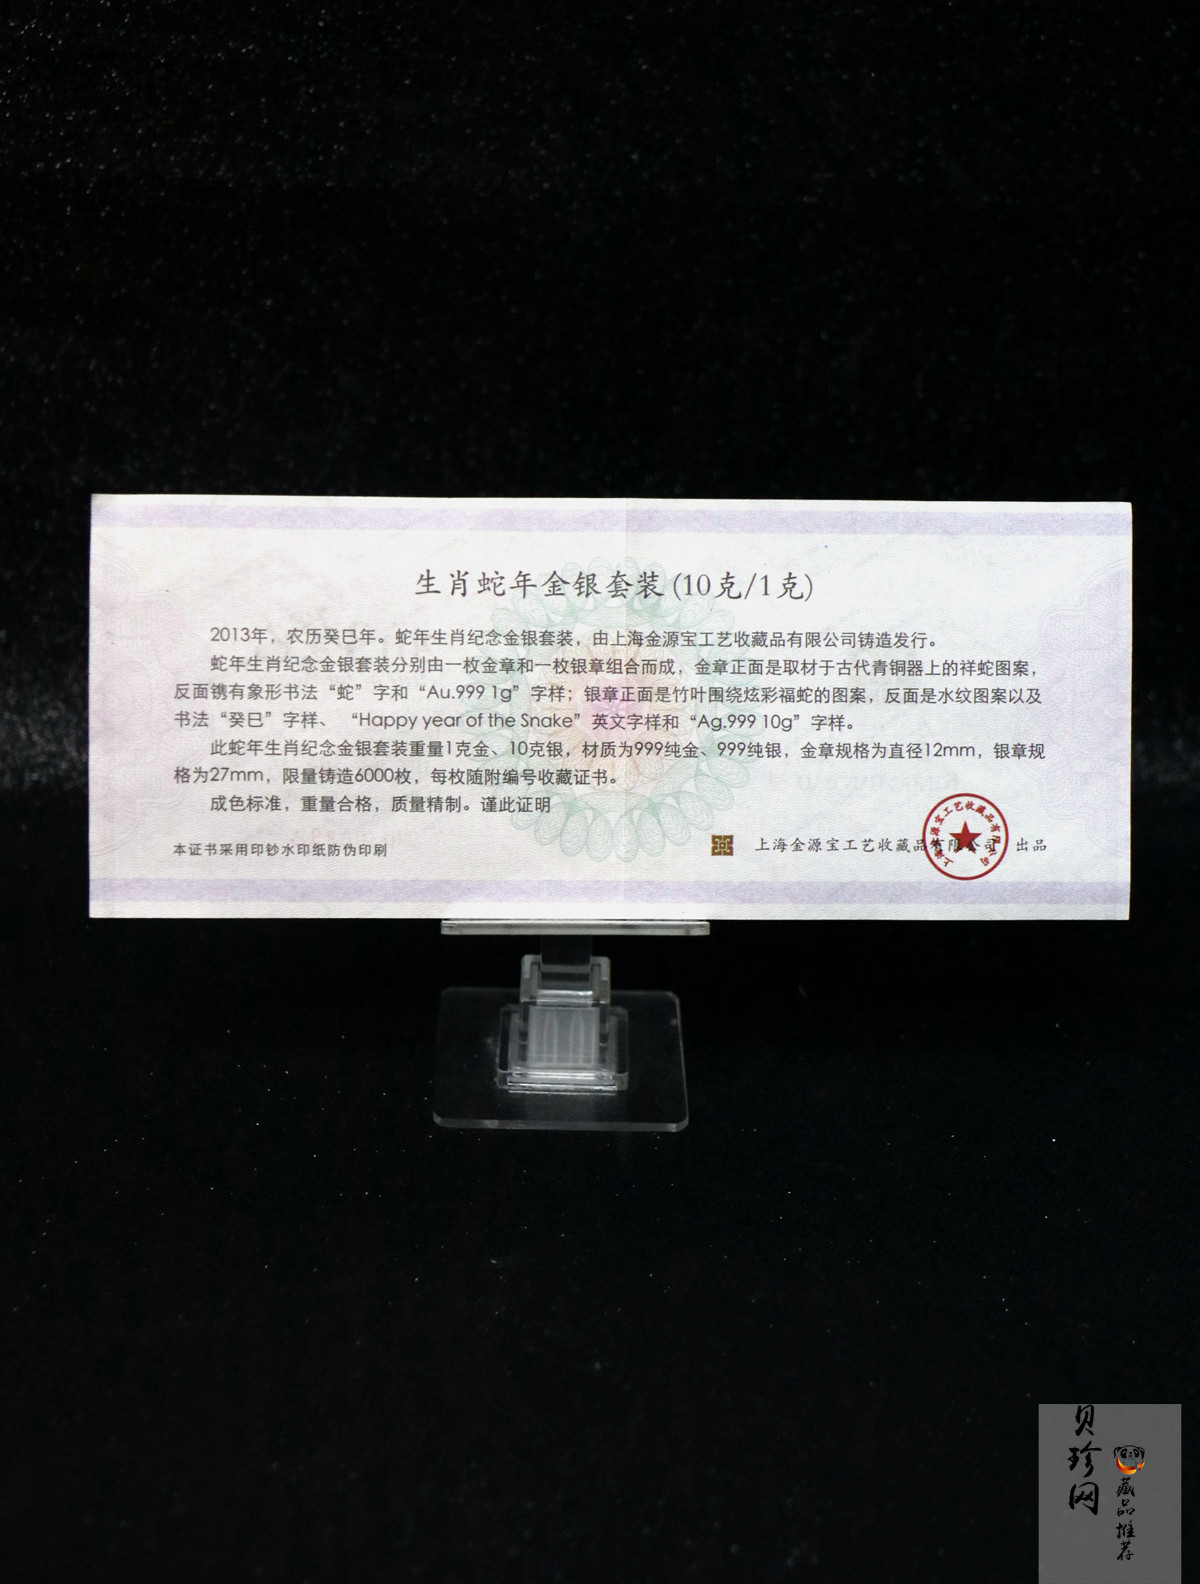 生肖蛇年金银套装(10克/1克)
2013年，农历癸巳年。蛇年生肖纪念金银套装，由上海金源宝工艺收藏品有限公司铸造发行。
蛇年生肖纪念金银套装分别由一枚金章和一枚银章组合而成，金章正面是取材于古代青铜器上的祥蛇图案，
反面镌有象形书法“蛇”字和“Au.999 1g”字样；银章正面是竹叶围绕炫彩福蛇的图案，反面是水纹图案以及
书法“癸巳”字样、 “Happy year of the Snake”英文字样和“Ag.999 10g”字样。
此蛇年生肖纪念金银套装重量1克金、10克银，材质为999纯金、999纯银，金章规格为直径12mm，银章规
格为27mm，限量铸造6000枚，每枚随附编号收藏证书。
成色标准，重量合格，质量精制。谨此证明
本证书采用印钞水印纸防伪印刷
上海金源宝工艺收藏品有限公司 出品
上海金源宝工艺收藏品有限公司
贝珍网
藏品推荐